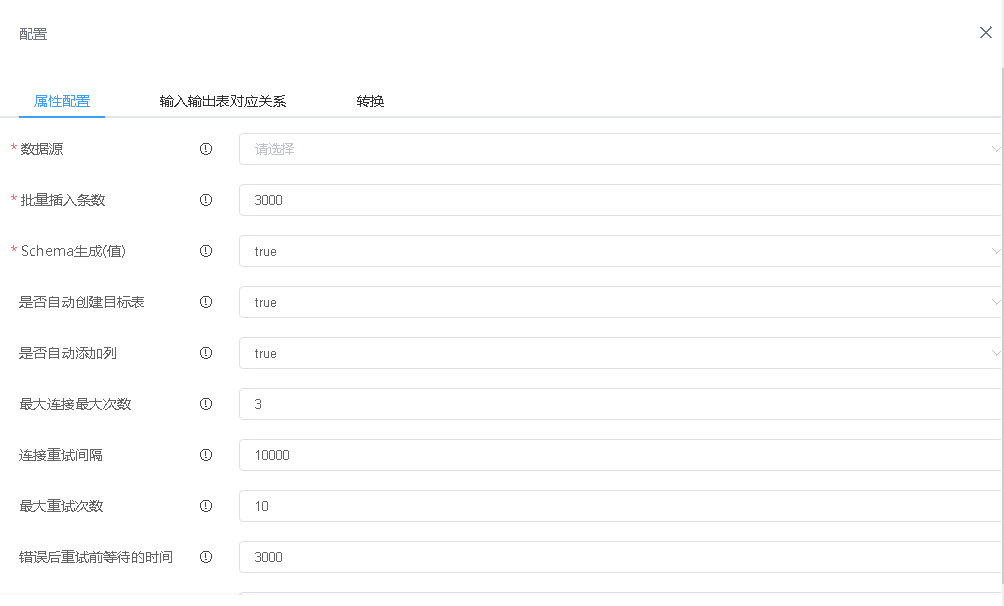 配置
属性配置 输入输出表对应关系 转换
* 数据源 请选择
* 批量插入条数 3000
* Schema生成(值) true
是否自动创建目标表 true
是否自动添加列 true
最大连接最大次数 3
连接重试间隔 10000
最大重试次数 10
错误后重试前等待的时间 3000